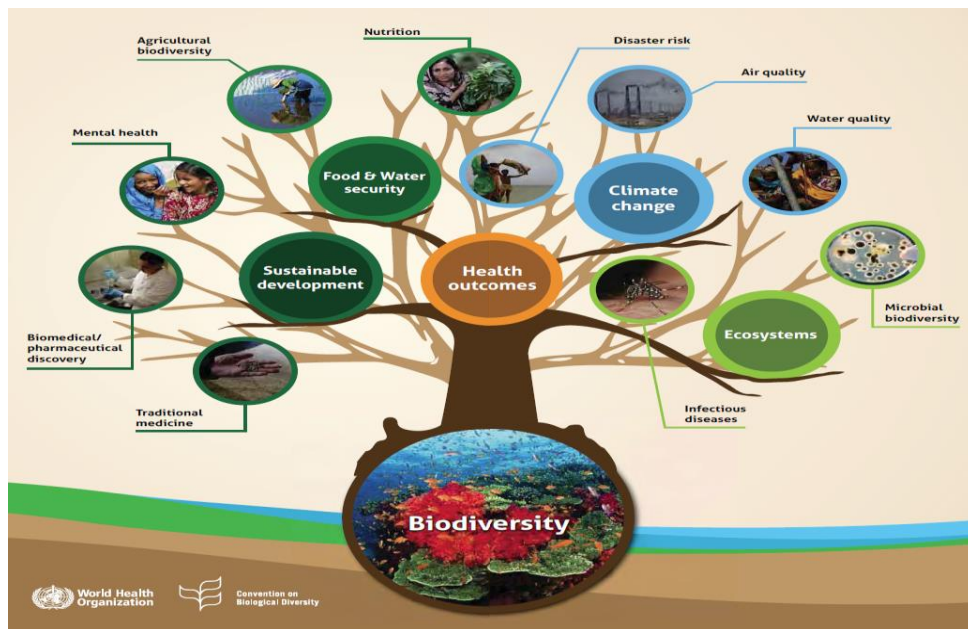 Agricultural
biodiversity
Nutrition
Disaster risk
Air quality
Mental health
Water quality
Food & Water
security
Climate
change
Sustainable
development
Health
outcomes
Microbial
biodiversity
Biomedical/
pharmaceutical
discovery
Ecosystems
Traditional
medicine
Infectious
diseases
Biodiversity
World Health
Organization
Convention on
Biological Diversity